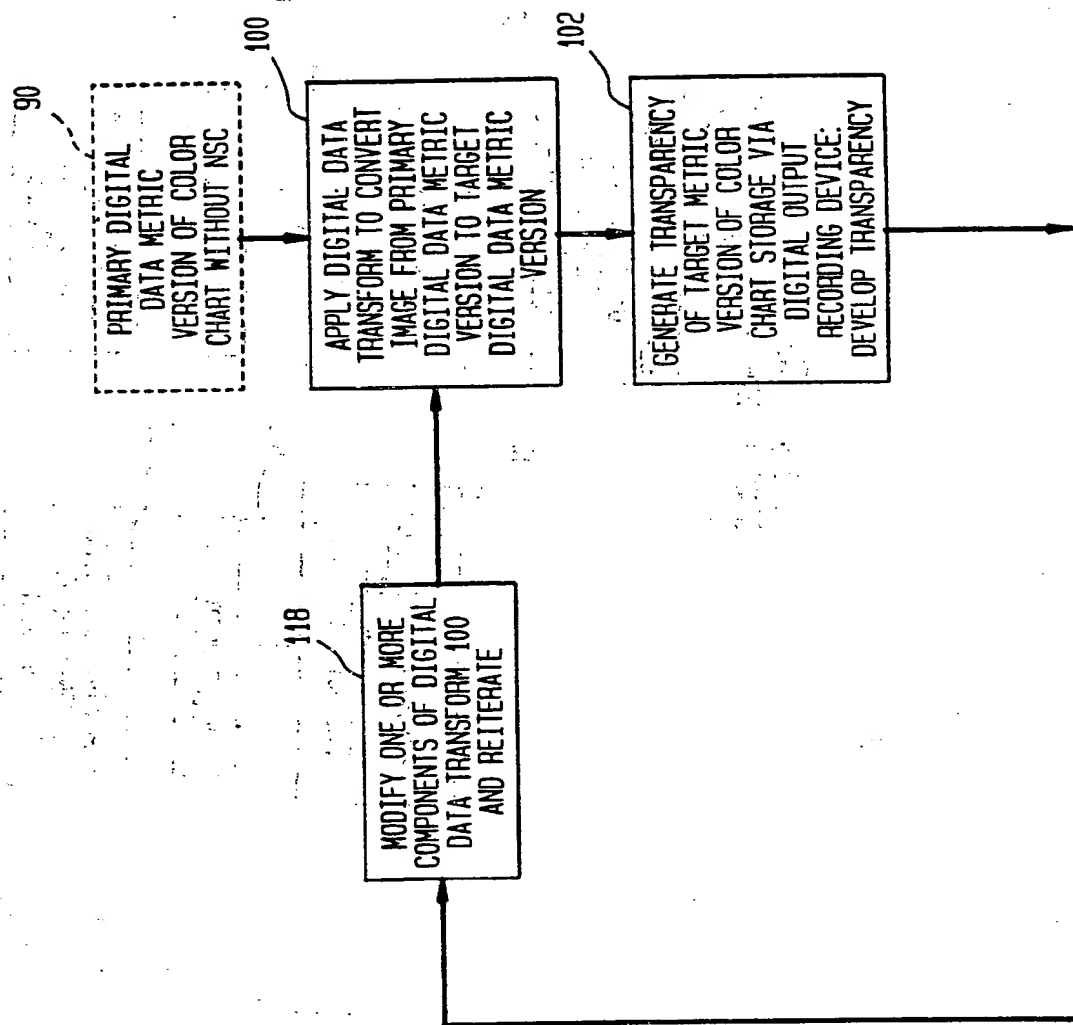 90
PRIMARY DIGITAL
DATA METRIC
VERSION OF COLOR
CHART WITHOUT NSC
100
APPLY DIGITAL DATA
TRANSFORM TO CONVERT
IMAGE FROM PRIMARY
DIGITAL DATA METRIC
VERSION TO TARGET
DIGITAL DATA METRIC
VERSION
102
GENERATE TRANSPARENCY
OF TARGET METRIC
VERSION OF COLOR
CHART STORAGE VIA
DIGITAL OUTPUT
RECORDING DEVICE:
DEVELOP TRANSPARENCY
118
MODIFY ONE OR MORE
COMPONENTS OF DIGITAL
DATA TRANSFORM 100
AND REITERATE